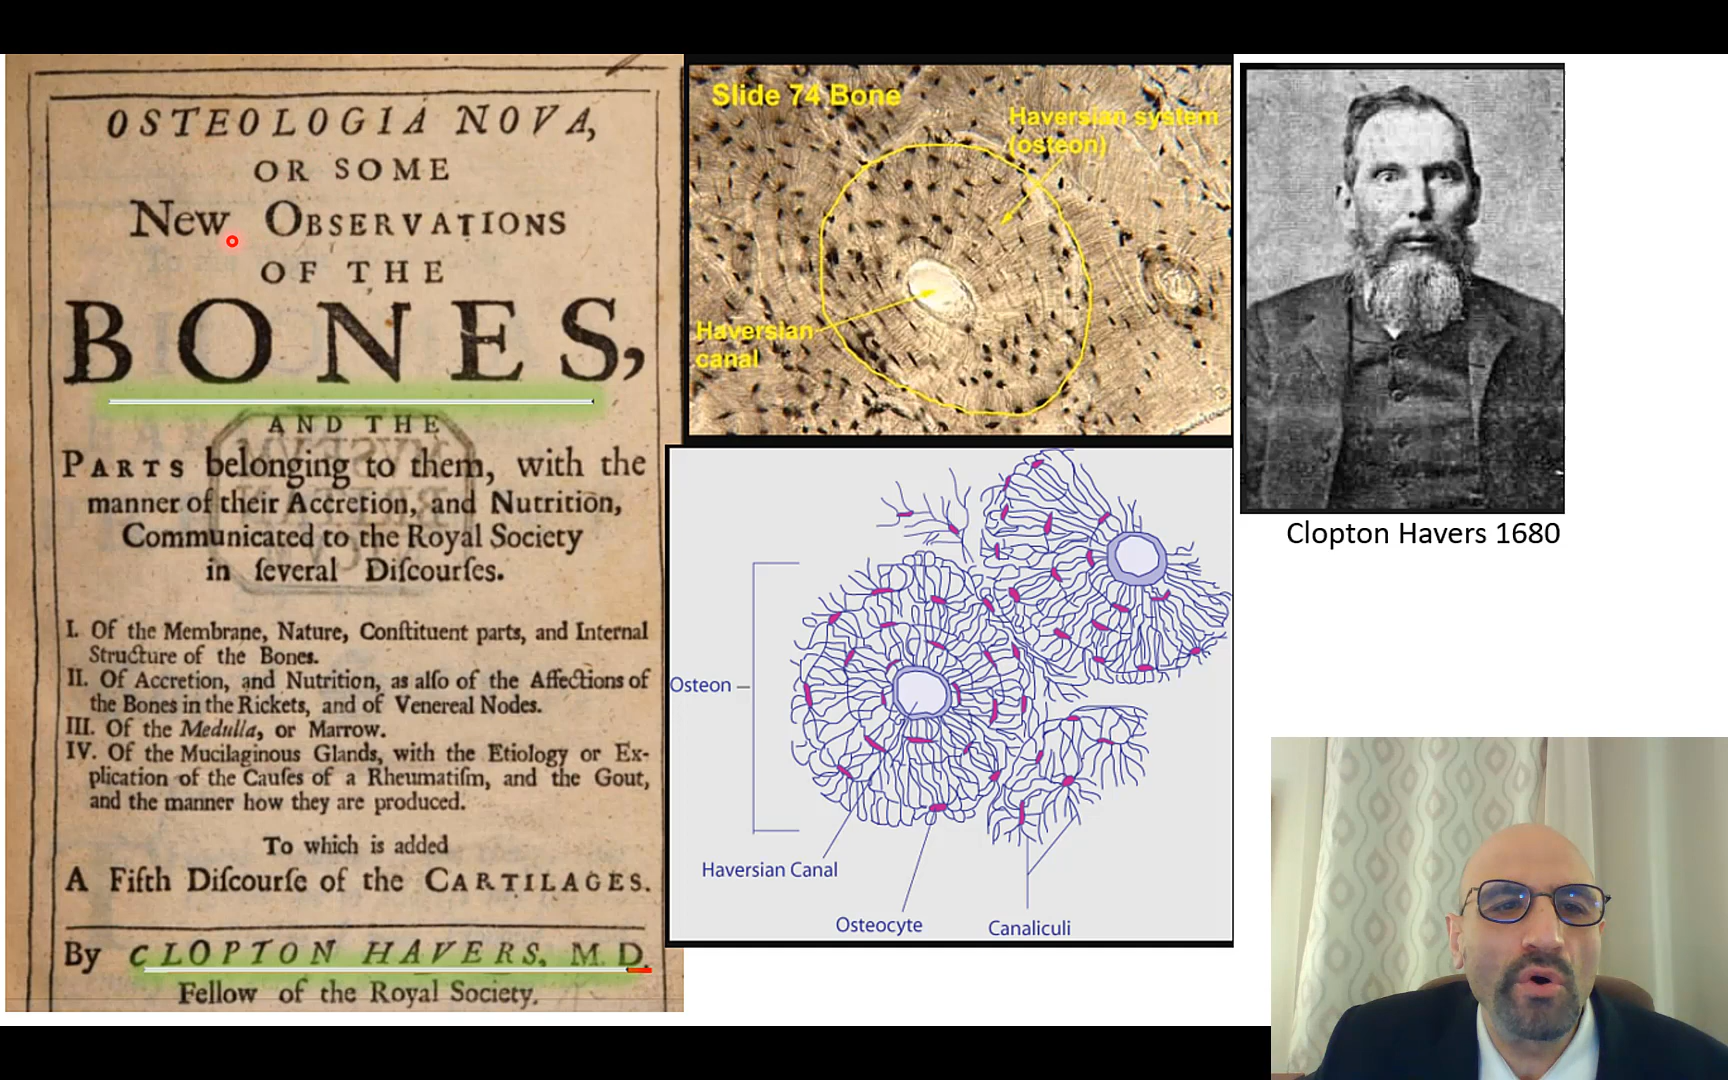 OSTEOLOGIA NOVA,
OR SOME
New OBSERVATIONS
OF THE
BONES,
AND THE
PARTS belonging to them, with the
manner of their Accretion, and Nutrition,
Communicated to the Royal Society
in ſeveral Diſcourſes.
I. Of the Membrane, Nature, Conſtituent parts, and Internal
Structure of the Bones.
II. Of Accretion, and Nutrition, as alſo of the Affections of
the Bones in the Rickets, and of Venereal Nodes.
III. Of the Medulla, or Marrow.
IV. Of the Mucilaginous Glands, with the Etiology or Ex-
plication of the Cauſes of a Rheumatiſm, and the Gout,
and the manner how they are produced.
To which is added
A Fifth Diſcourſe of the CARTILAGES.
By CLOPTON HAVERS, M. D.
Fellow of the Royal Society.
Slide 74 Bone
Haversian system
(osteon)
Haversian
canal
Osteon
Haversian Canal
Osteocyte
Canaliculi
Clopton Havers 1680